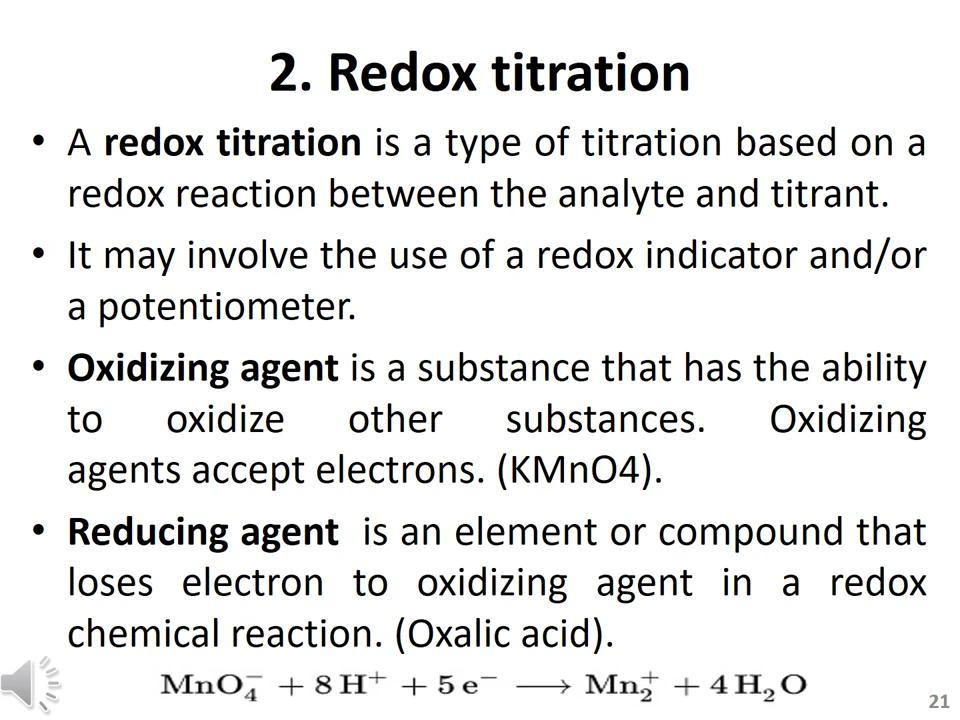 2. Redox titration
• A redox titration is a type of titration based on a
redox reaction between the analyte and titrant.
• It may involve the use of a redox indicator and/or
a potentiometer.
• Oxidizing agent is a substance that has the ability
to oxidize other substances. Oxidizing
agents accept electrons. (KMnO4).
• Reducing agent is an element or compound that
loses electron to oxidizing agent in a redox
chemical reaction. (Oxalic acid).
MnO₄⁻ + 8 H⁺ + 5 e⁻ ⟶ Mn₂⁺ + 4 H₂O
21